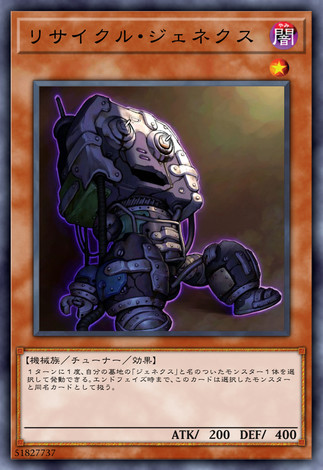 リサイクル・ジェネクス
やみ
闇
【機械族／チューナー／効果】
１ターンに１度、自分の墓地の「ジェネクス」と名のついたモンスター１体を選
択して発動できる。エンドフェイズ時まで、このカードは選択したモンスター
と同名カードとして扱う。
ATK/ 200 DEF/ 400
51827737